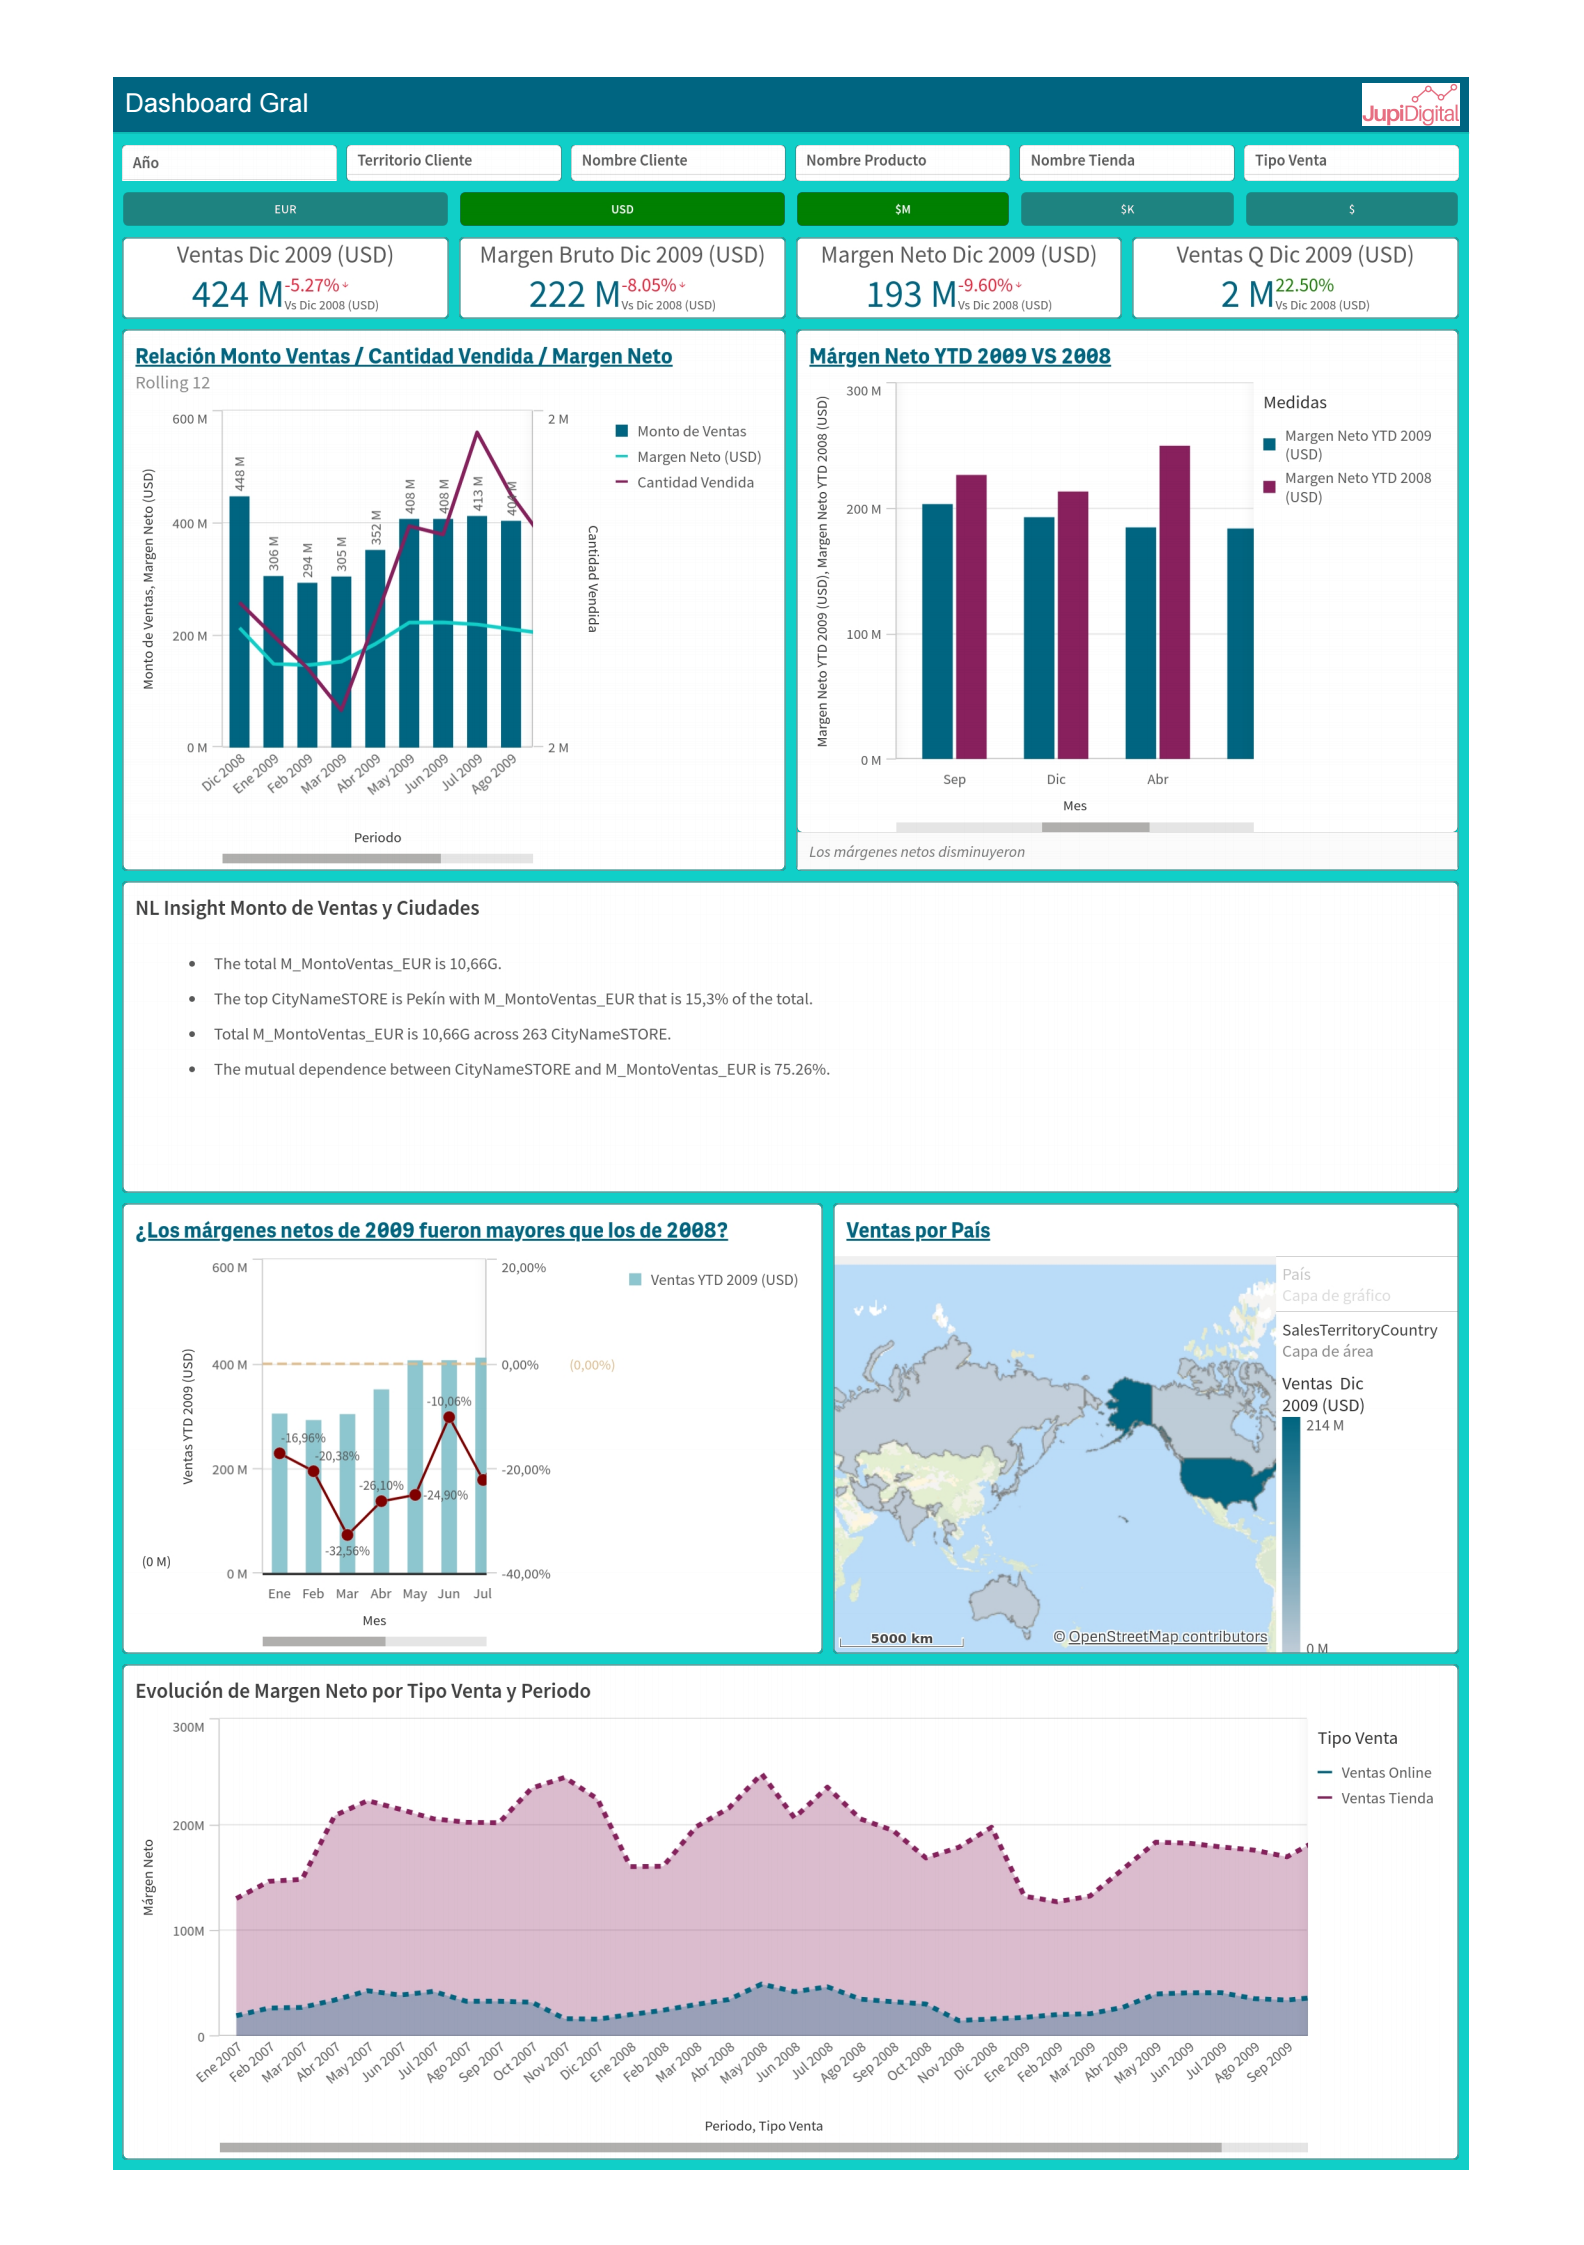 Dashboard Gral
JupiDigital
Año
Territorio Cliente
Nombre Cliente
Nombre Producto
Nombre Tienda
Tipo Venta
EUR
USD
$M
$K
$
Ventas Dic 2009 (USD)
424 M
-5.27%
Vs Dic 2008 (USD)
Margen Bruto Dic 2009 (USD)
222 M
-8.05%
Vs Dic 2008 (USD)
Margen Neto Dic 2009 (USD)
193 M
-9.60%
Vs Dic 2008 (USD)
Ventas Q Dic 2009 (USD)
2 M
22.50%
Vs Dic 2008 (USD)
Relación Monto Ventas / Cantidad Vendida / Margen Neto
Rolling 12
Monto de Ventas, Margen Neto (USD)
600 M
400 M
200 M
0 M
448 M
306 M
294 M
305 M
352 M
408 M
408 M
413 M
404 M
2 M
2 M
Cantidad Vendida
Dic 2008
Ene 2009
Feb 2009
Mar 2009
Abr 2009
May 2009
Jun 2009
Jul 2009
Ago 2009
Periodo
Monto de Ventas
Margen Neto (USD)
Cantidad Vendida
Márgen Neto YTD 2009 VS 2008
Margen Neto YTD 2009 (USD), Margen Neto YTD 2008 (USD)
300 M
200 M
100 M
0 M
Sep
Dic
Abr
Mes
Medidas
Margen Neto YTD 2009
(USD)
Margen Neto YTD 2008
(USD)
Los márgenes netos disminuyeron
NL Insight Monto de Ventas y Ciudades
• The total M_MontoVentas_EUR is 10,66G.
• The top CityNameSTORE is Pekín with M_MontoVentas_EUR that is 15,3% of the total.
• Total M_MontoVentas_EUR is 10,66G across 263 CityNameSTORE.
• The mutual dependence between CityNameSTORE and M_MontoVentas_EUR is 75.26%.
¿Los márgenes netos de 2009 fueron mayores que los de 2008?
Ventas YTD 2009 (USD)
600 M
400 M
200 M
0 M
(0 M)
20,00%
0,00%
-20,00%
-40,00%
(0,00%)
-16,96%
-20,38%
-32,56%
-26,10%
-24,90%
-10,06%
Ene
Feb
Mar
Abr
May
Jun
Jul
Mes
Ventas YTD 2009 (USD)
Ventas por País
País
Capa de gráfico
SalesTerritoryCountry
Capa de área
Ventas Dic
2009 (USD)
214 M
0 M
5000 km
© OpenStreetMap contributors
Evolución de Margen Neto por Tipo Venta y Periodo
Márgen Neto
300M
200M
100M
0
Ene 2007
Feb 2007
Mar 2007
Abr 2007
May 2007
Jun 2007
Jul 2007
Ago 2007
Sep 2007
Oct 2007
Nov 2007
Dic 2007
Ene 2008
Feb 2008
Mar 2008
Abr 2008
May 2008
Jun 2008
Jul 2008
Ago 2008
Sep 2008
Oct 2008
Nov 2008
Dic 2008
Ene 2009
Feb 2009
Mar 2009
Abr 2009
May 2009
Jun 2009
Jul 2009
Ago 2009
Sep 2009
Periodo, Tipo Venta
Tipo Venta
Ventas Online
Ventas Tienda